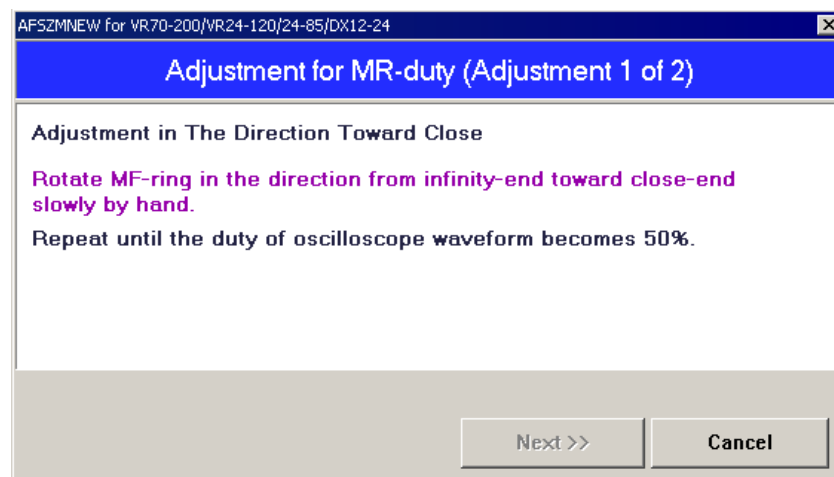 AFSZMNEW for VR70-200/VR24-120/24-85/DX12-24
Adjustment for MR-duty (Adjustment 1 of 2)
Adjustment in The Direction Toward Close
Rotate MF-ring in the direction from infinity-end toward close-end
slowly by hand.
Repeat until the duty of oscilloscope waveform becomes 50%.
Next >>
Cancel